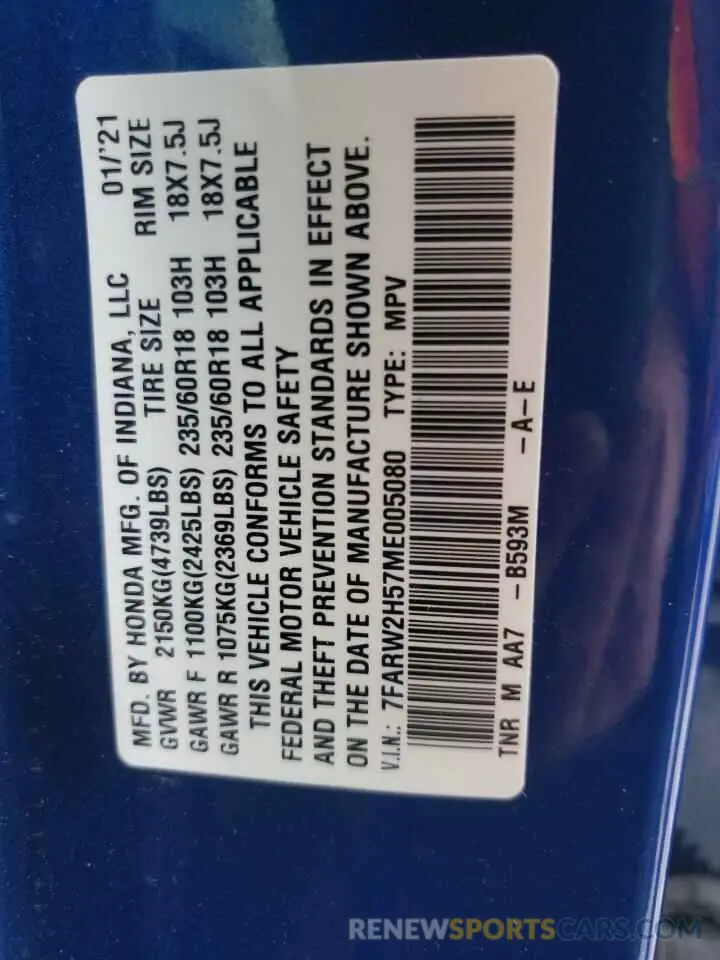 MFD. BY HONDA MFG. OF INDIANA, LLC 01/'21
GVWR 2150KG(4739LBS) TIRE SIZE RIM SIZE
GAWR F 1100KG(2425LBS) 235/60R18 103H 18X7.5J
GAWR R 1075KG(2369LBS) 235/60R18 103H 18X7.5J
THIS VEHICLE CONFORMS TO ALL APPLICABLE
FEDERAL MOTOR VEHICLE SAFETY
AND THEFT PREVENTION STANDARDS IN EFFECT
ON THE DATE OF MANUFACTURE SHOWN ABOVE.
V.I.N.: 7FARW2H57ME005080 TYPE: MPV
TNR M AA7 -B593M -A-E
RENEWSPORTSCARS.COM